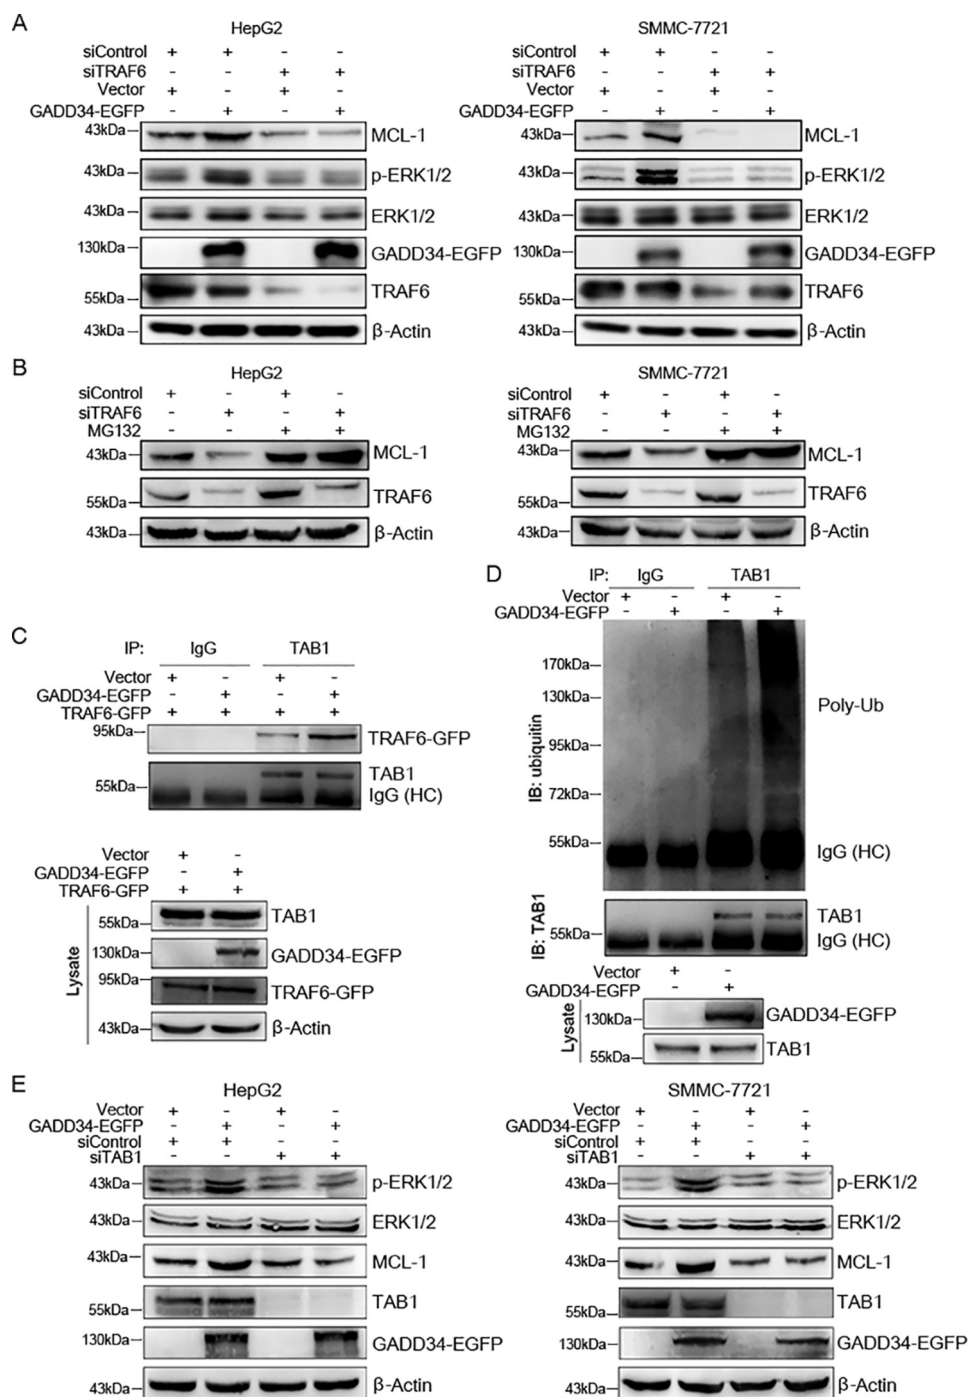 A
HepG2
siControl + + - -
siTRAF6 - - + +
Vector + - + -
GADD34-EGFP - + - +
43kDa MCL-1
43kDa p-ERK1/2
43kDa ERK1/2
130kDa GADD34-EGFP
55kDa TRAF6
43kDa β-Actin
SMMC-7721
siControl + + - -
siTRAF6 - - + +
Vector + - + -
GADD34-EGFP - + - +
43kDa MCL-1
43kDa p-ERK1/2
43kDa ERK1/2
130kDa GADD34-EGFP
55kDa TRAF6
43kDa β-Actin
B
HepG2
siControl + - + -
siTRAF6 - + - +
MG132 - - + +
43kDa MCL-1
55kDa TRAF6
43kDa β-Actin
SMMC-7721
siControl + - + -
siTRAF6 - + - +
MG132 - - + +
43kDa MCL-1
55kDa TRAF6
43kDa β-Actin
C
IP: IgG TAB1
Vector + - + -
GADD34-EGFP - + - +
TRAF6-GFP + + + +
95kDa TRAF6-GFP
TAB1
55kDa IgG (HC)
Vector + -
GADD34-EGFP - +
TRAF6-GFP + +
Lysate
55kDa TAB1
130kDa GADD34-EGFP
95kDa TRAF6-GFP
43kDa β-Actin
D
IP: IgG TAB1
Vector + - + -
GADD34-EGFP - + - +
IB: ubiquitin
170kDa
130kDa Poly-Ub
95kDa
72kDa
55kDa IgG (HC)
IB: TAB1
TAB1
55kDa IgG (HC)
Vector + -
GADD34-EGFP - +
Lysate
130kDa GADD34-EGFP
55kDa TAB1
E
HepG2
Vector + - + -
GADD34-EGFP - + - +
siControl + + - -
siTAB1 - - + +
43kDa p-ERK1/2
43kDa ERK1/2
43kDa MCL-1
55kDa TAB1
130kDa GADD34-EGFP
43kDa β-Actin
SMMC-7721
Vector + - + -
GADD34-EGFP - + - +
siControl + + - -
siTAB1 - - + +
43kDa p-ERK1/2
43kDa ERK1/2
43kDa MCL-1
55kDa TAB1
130kDa GADD34-EGFP
43kDa β-Actin